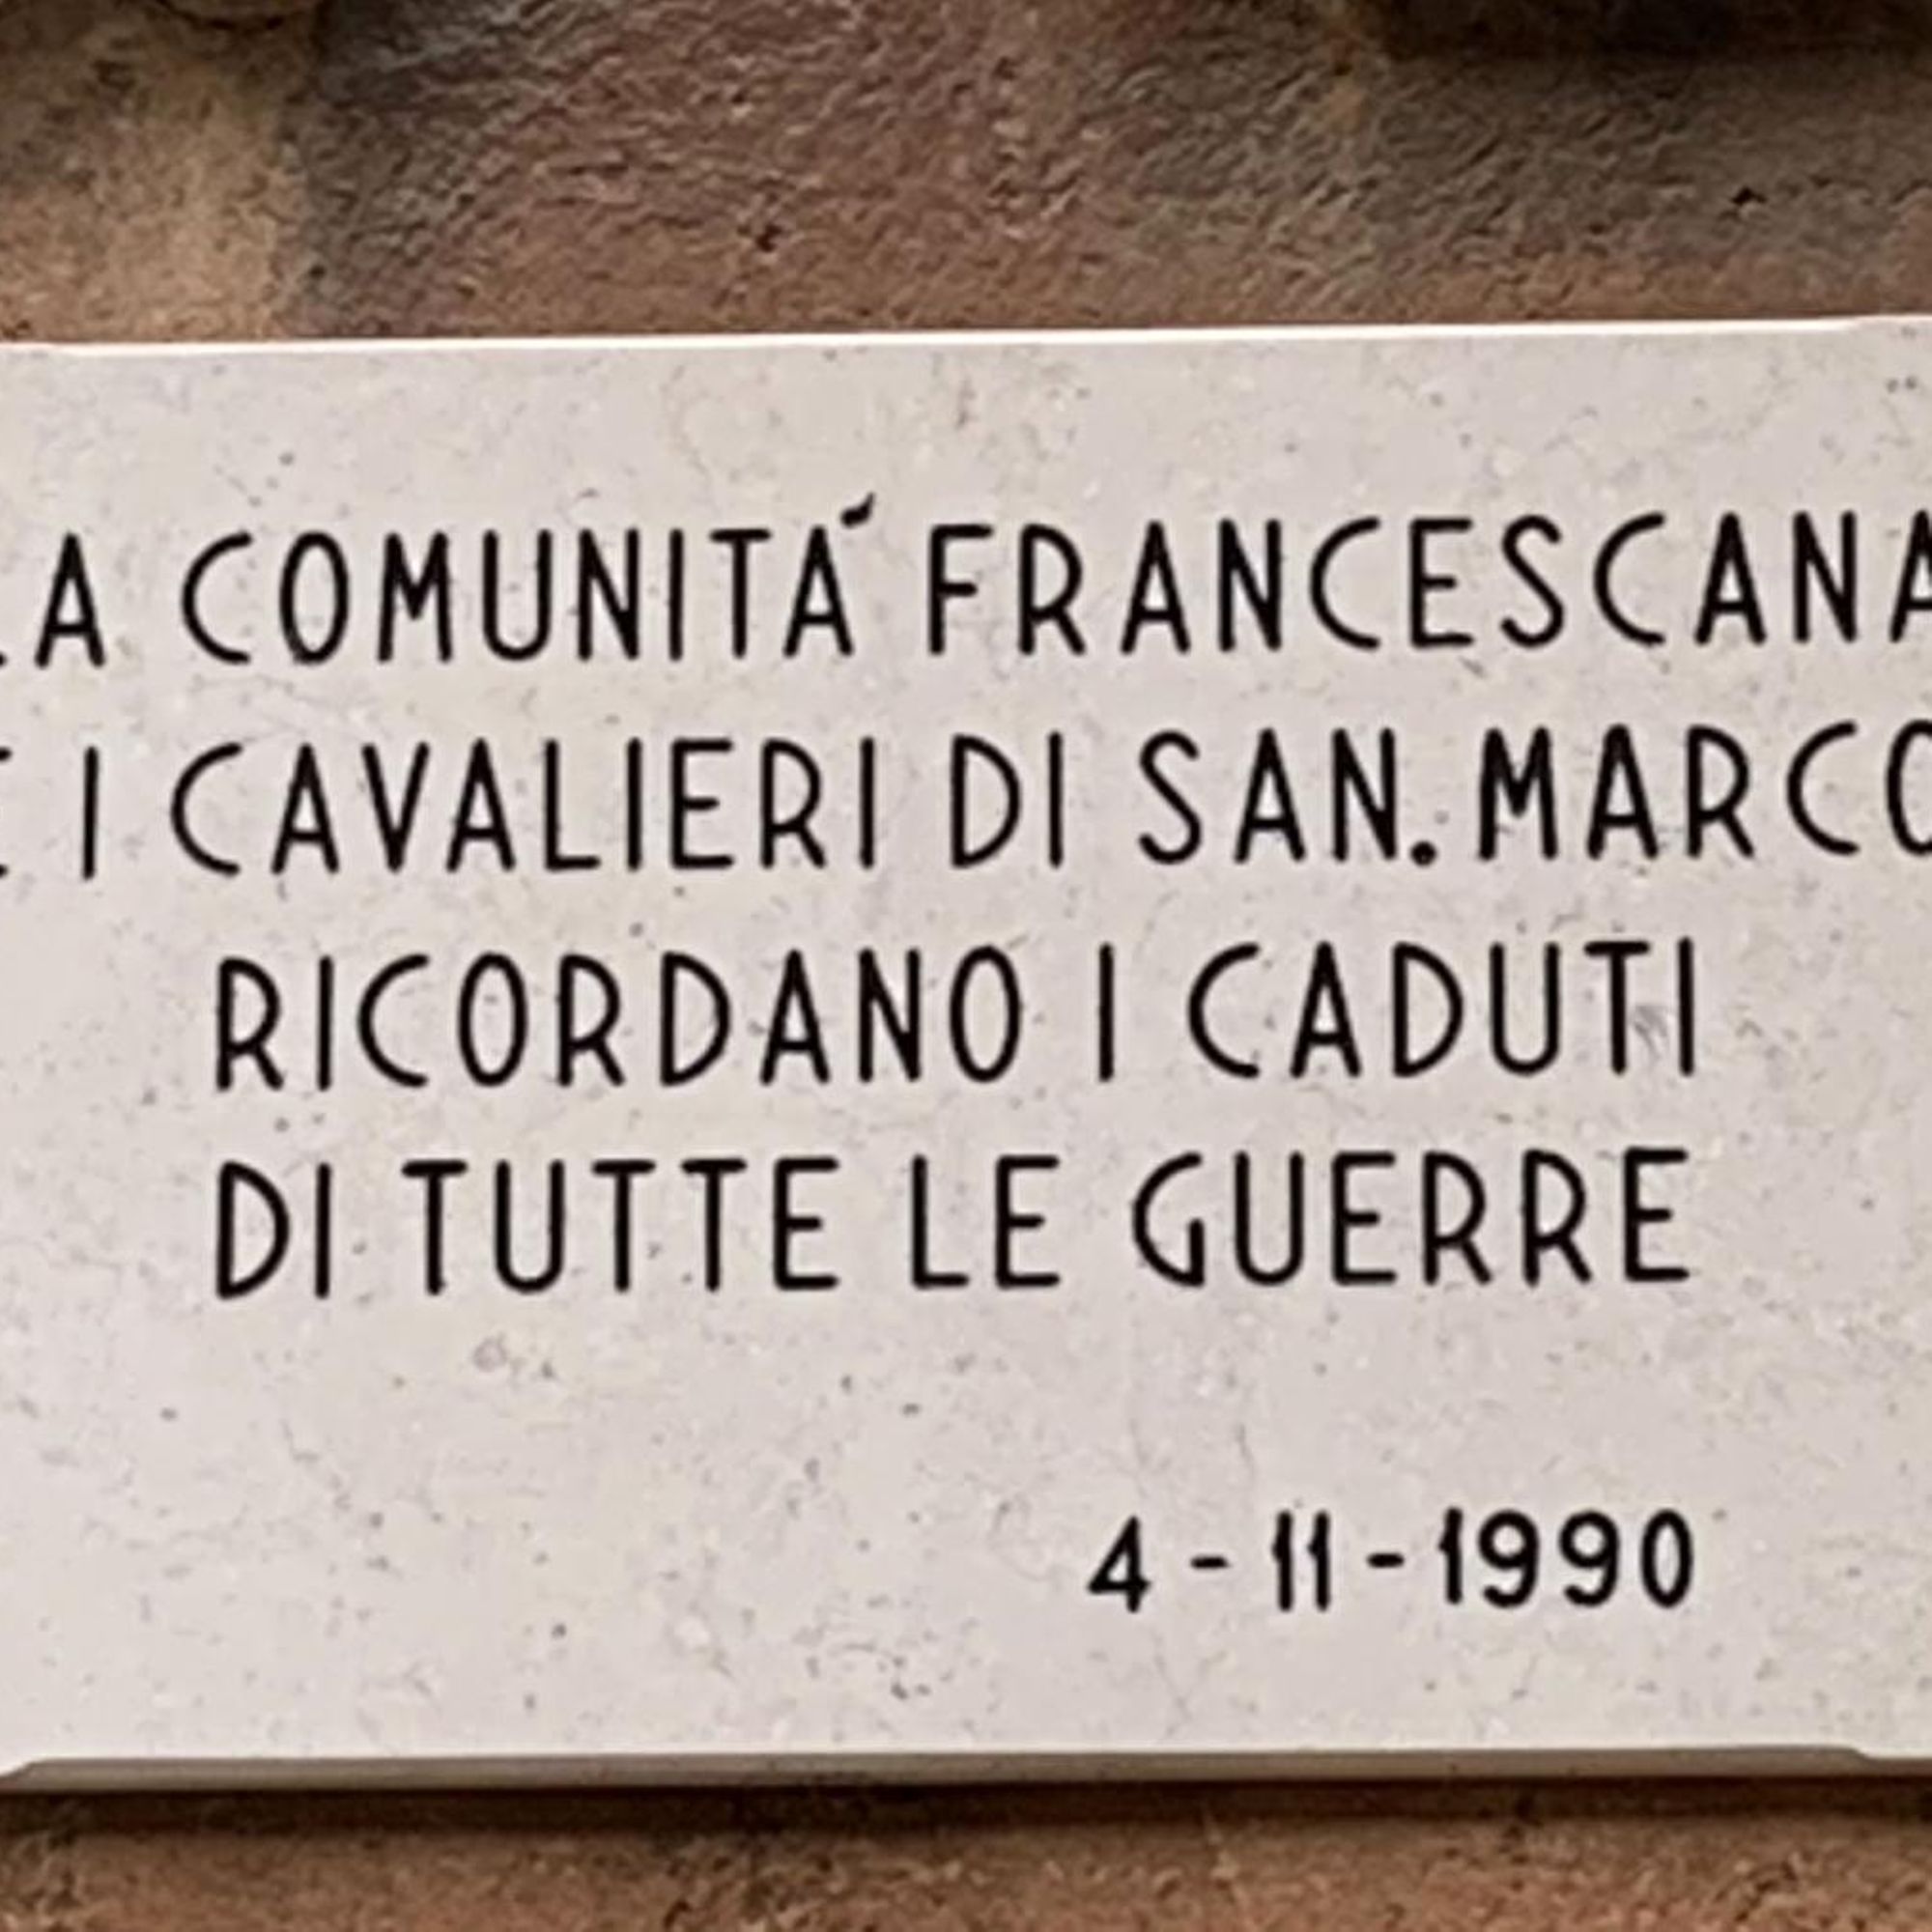 LA COMUNITÁ FRANCESCANA
E I CAVALIERI DI SAN. MARCO
RICORDANO I CADUTI
DI TUTTE LE GUERRE
4-11-1990